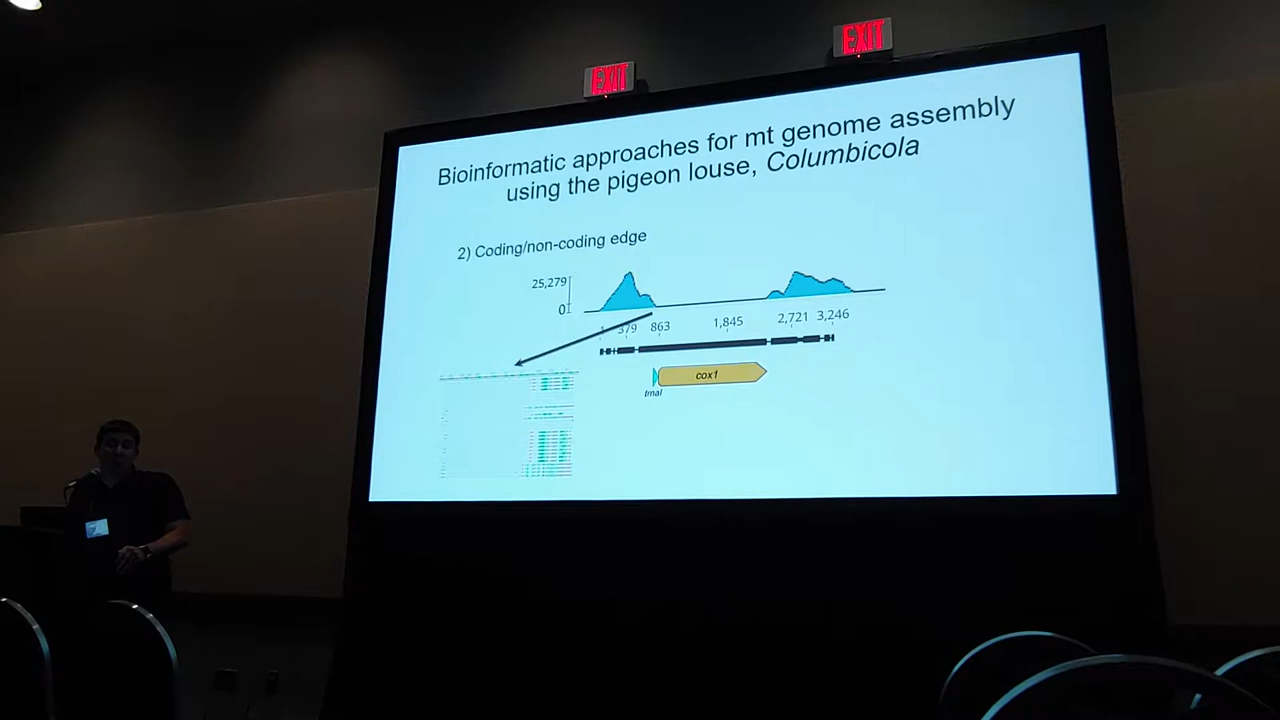 EXIT
EXIT
Bioinformatic approaches for mt genome assembly
using the pigeon louse, Columbicola
2) Coding/non-coding edge
25,279
0
1 379 863 1,845 2,721 3,246
cox1
trnaI